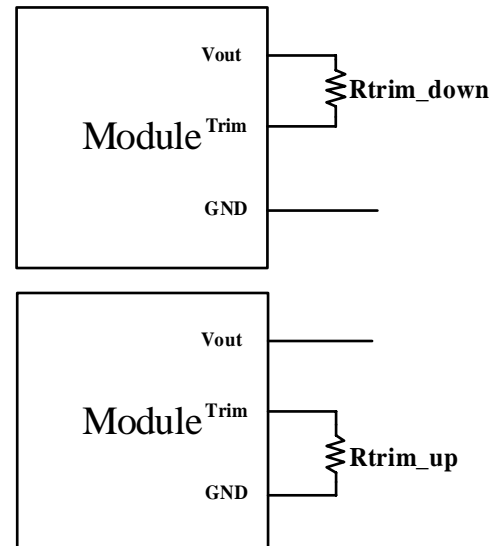 Vout
Rtrim_down
Module Trim
GND
Vout
Module Trim
Rtrim_up
GND